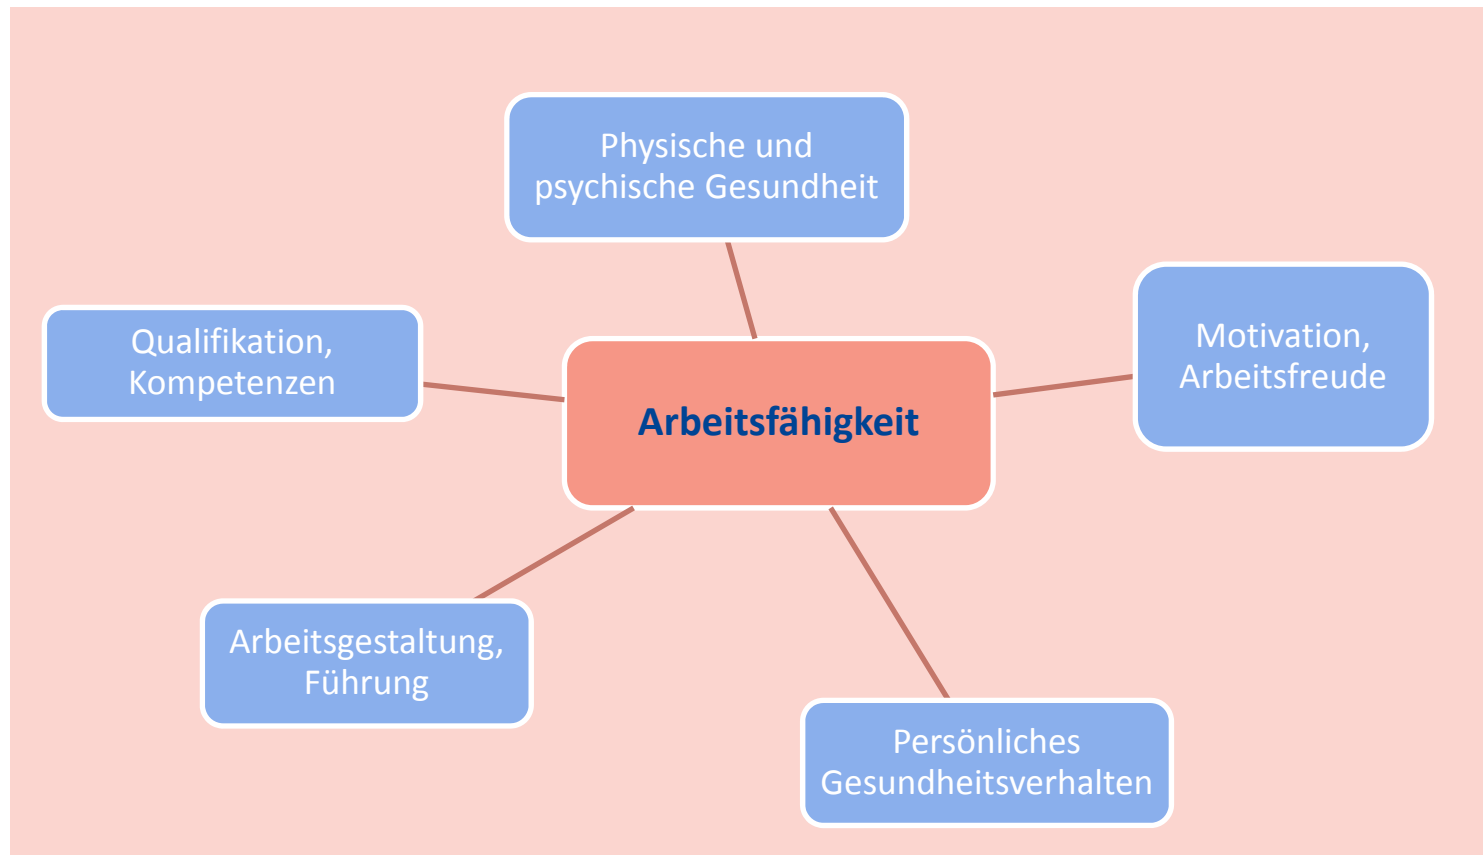 Physische und
psychische Gesundheit
Motivation,
Arbeitsfreude
Qualifikation,
Kompetenzen
Arbeitsfähigkeit
Arbeitsgestaltung,
Führung
Persönliches
Gesundheitsverhalten